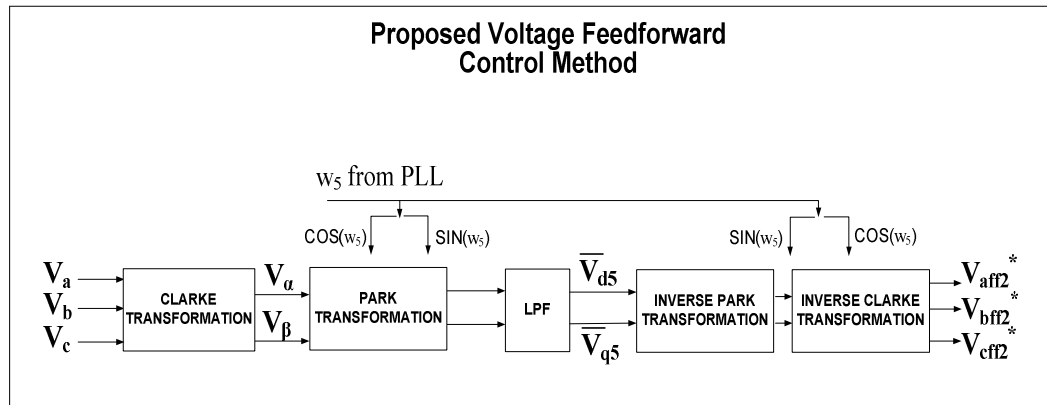 Proposed Voltage Feedforward
Control Method
w5 from PLL
COS(w5)
SIN(w5)
SIN(w5)
COS(w5)
Va
Vb
Vc
CLARKE
TRANSFORMATION
Vα
Vβ
PARK
TRANSFORMATION
LPF
V̅d5
V̅q5
INVERSE PARK
TRANSFORMATION
INVERSE CLARKE
TRANSFORMATION
Vaff2*
Vbff2*
Vcff2*